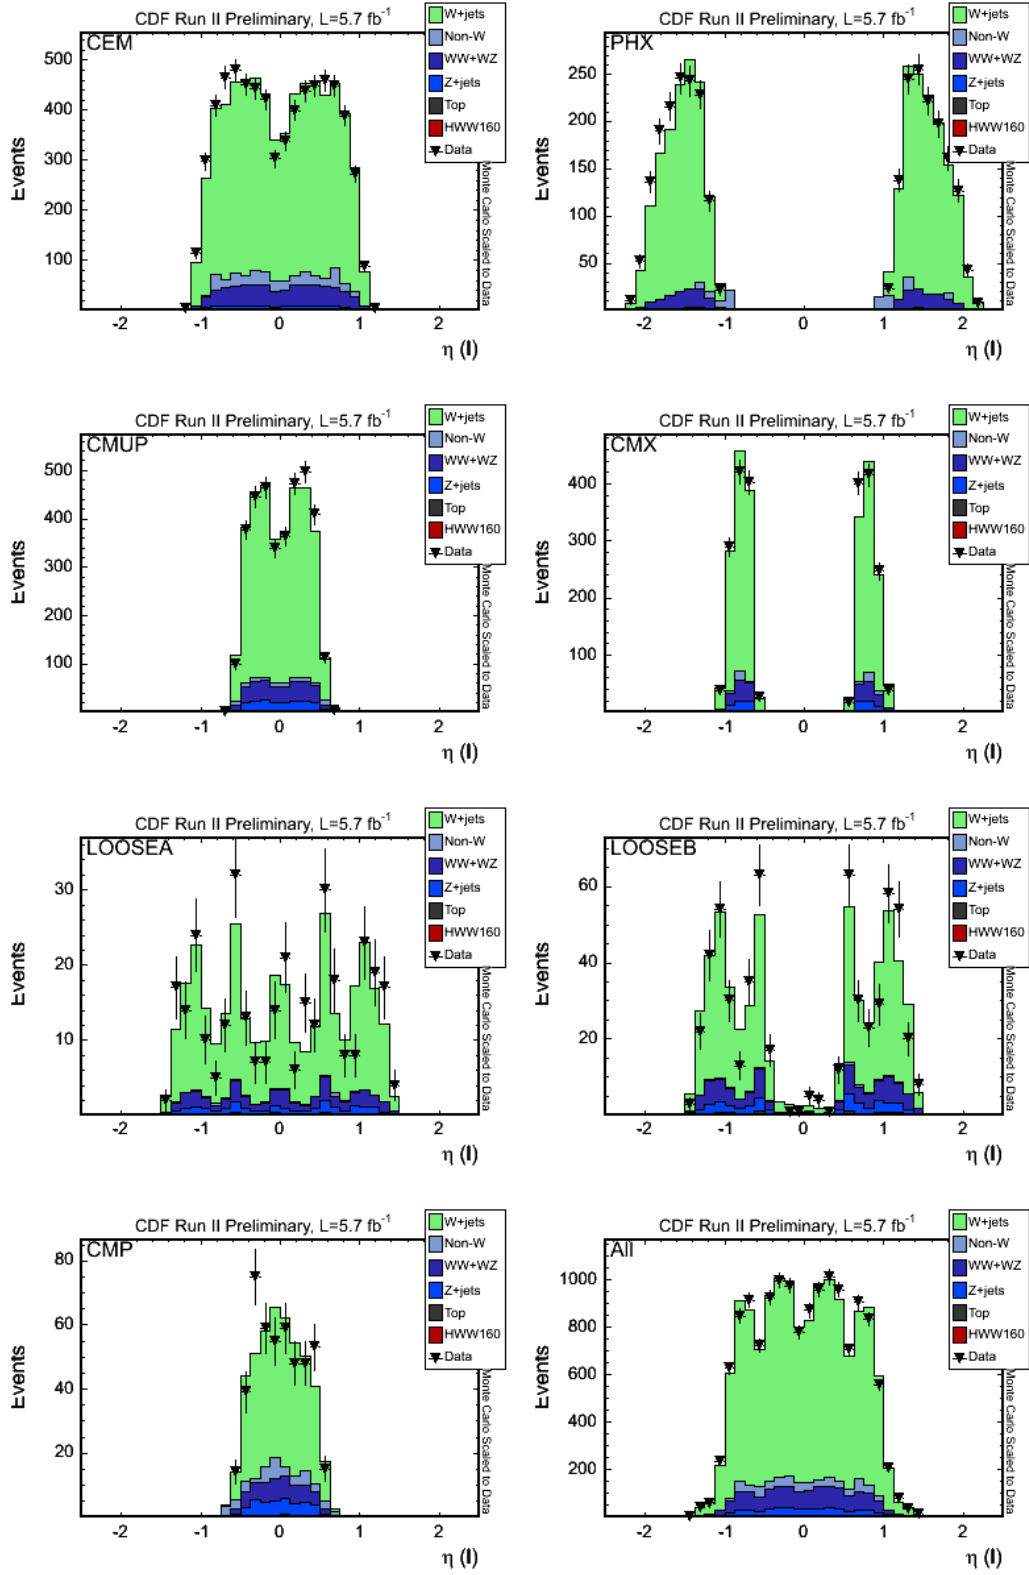 CDF Run II Preliminary, L=5.7 fb-1
CEM
W+jets
Non-W
WW+WZ
Z+jets
Top
HWW160
Data
Events
500
400
300
200
100
-2 -1 0 1 2
η (l)
Monte Carlo Scaled to Data
CDF Run II Preliminary, L=5.7 fb-1
PHX
W+jets
Non-W
WW+WZ
Z+jets
Top
HWW160
Data
Events
250
200
150
100
50
-2 -1 0 1 2
η (l)
Monte Carlo Scaled to Data
CDF Run II Preliminary, L=5.7 fb-1
CMUP
W+jets
Non-W
WW+WZ
Z+jets
Top
HWW160
Data
Events
500
400
300
200
100
-2 -1 0 1 2
η (l)
Monte Carlo Scaled to Data
CDF Run II Preliminary, L=5.7 fb-1
CMX
W+jets
Non-W
WW+WZ
Z+jets
Top
HWW160
Data
Events
400
300
200
100
-2 -1 0 1 2
η (l)
Monte Carlo Scaled to Data
CDF Run II Preliminary, L=5.7 fb-1
LOOSEA
W+jets
Non-W
WW+WZ
Z+jets
Top
HWW160
Data
Events
30
20
10
-2 -1 0 1 2
η (l)
Monte Carlo Scaled to Data
CDF Run II Preliminary, L=5.7 fb-1
LOOSEB
W+jets
Non-W
WW+WZ
Z+jets
Top
HWW160
Data
Events
60
40
20
-2 -1 0 1 2
η (l)
Monte Carlo Scaled to Data
CDF Run II Preliminary, L=5.7 fb-1
CMP
W+jets
Non-W
WW+WZ
Z+jets
Top
HWW160
Data
Events
80
60
40
20
-2 -1 0 1 2
η (l)
Monte Carlo Scaled to Data
CDF Run II Preliminary, L=5.7 fb-1
All
W+jets
Non-W
WW+WZ
Z+jets
Top
HWW160
Data
Events
1000
800
600
400
200
-2 -1 0 1 2
η (l)
Monte Carlo Scaled to Data